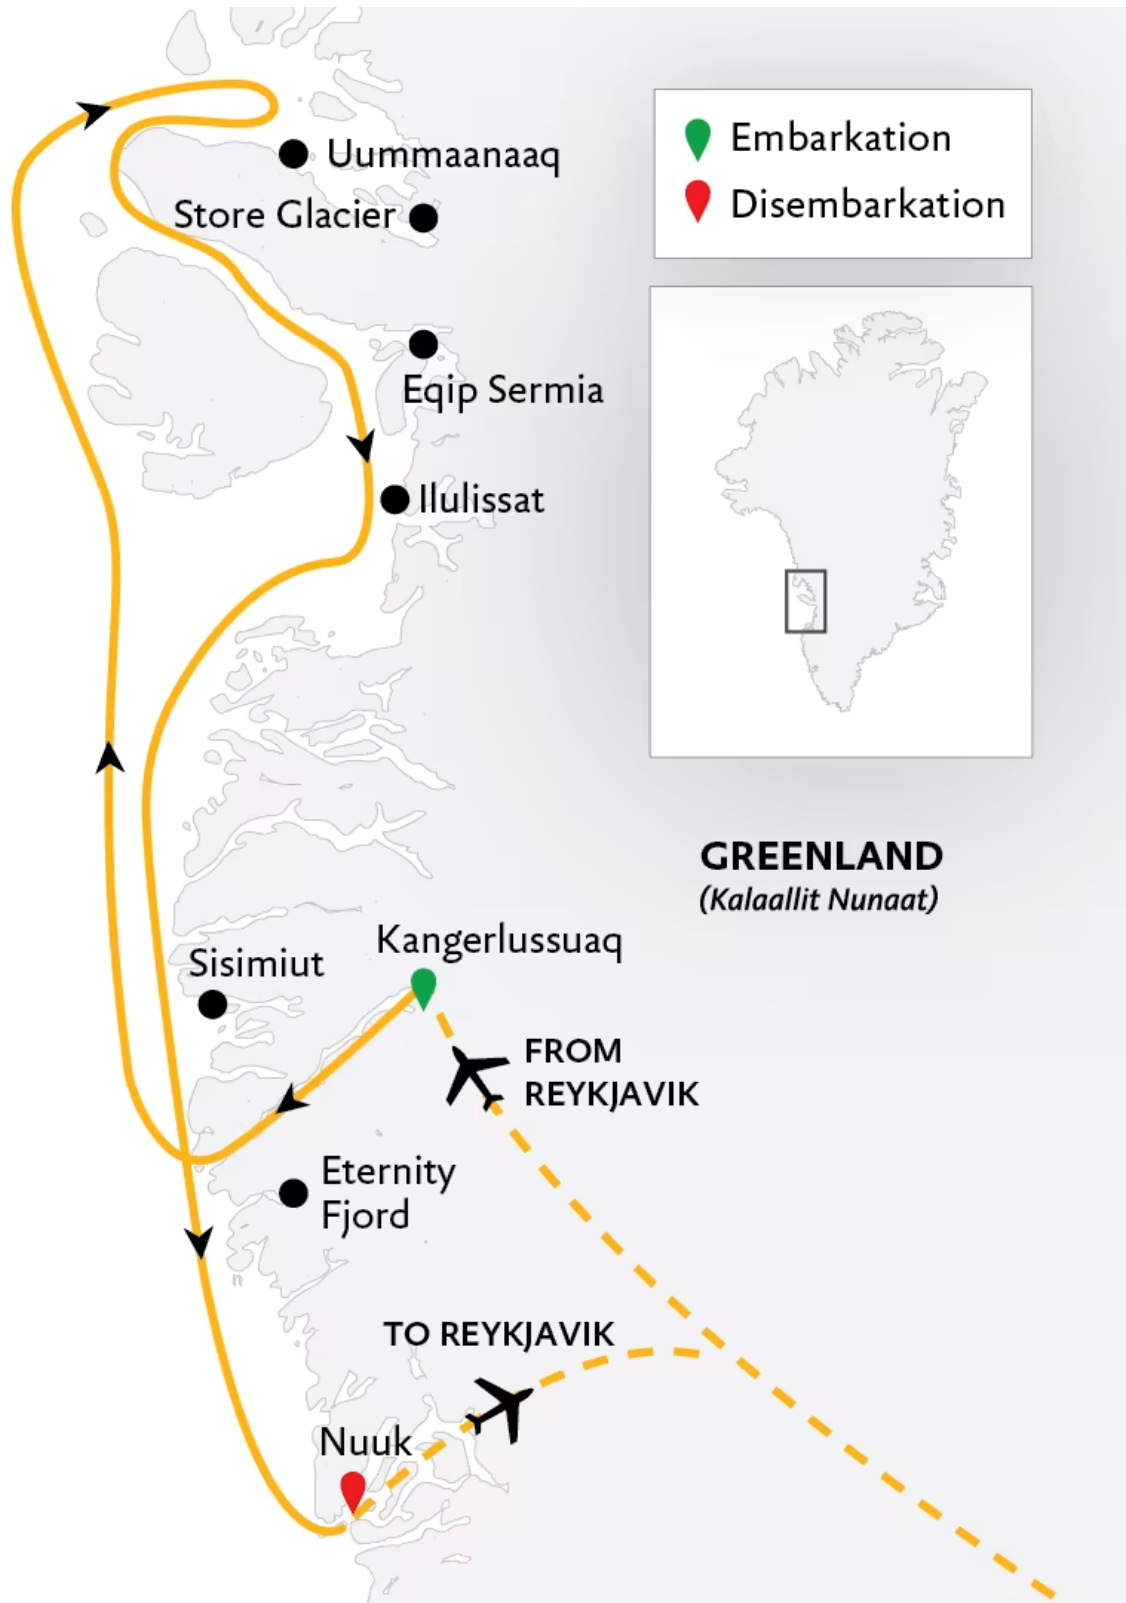 Embarkation
Disembarkation
Uummaanaaq
Store Glacier
Eqip Sermia
Ilulissat
GREENLAND
(Kalaallit Nunaat)
Kangerlussuaq
Sisimiut
FROM
REYKJAVIK
Eternity
Fjord
TO REYKJAVIK
Nuuk